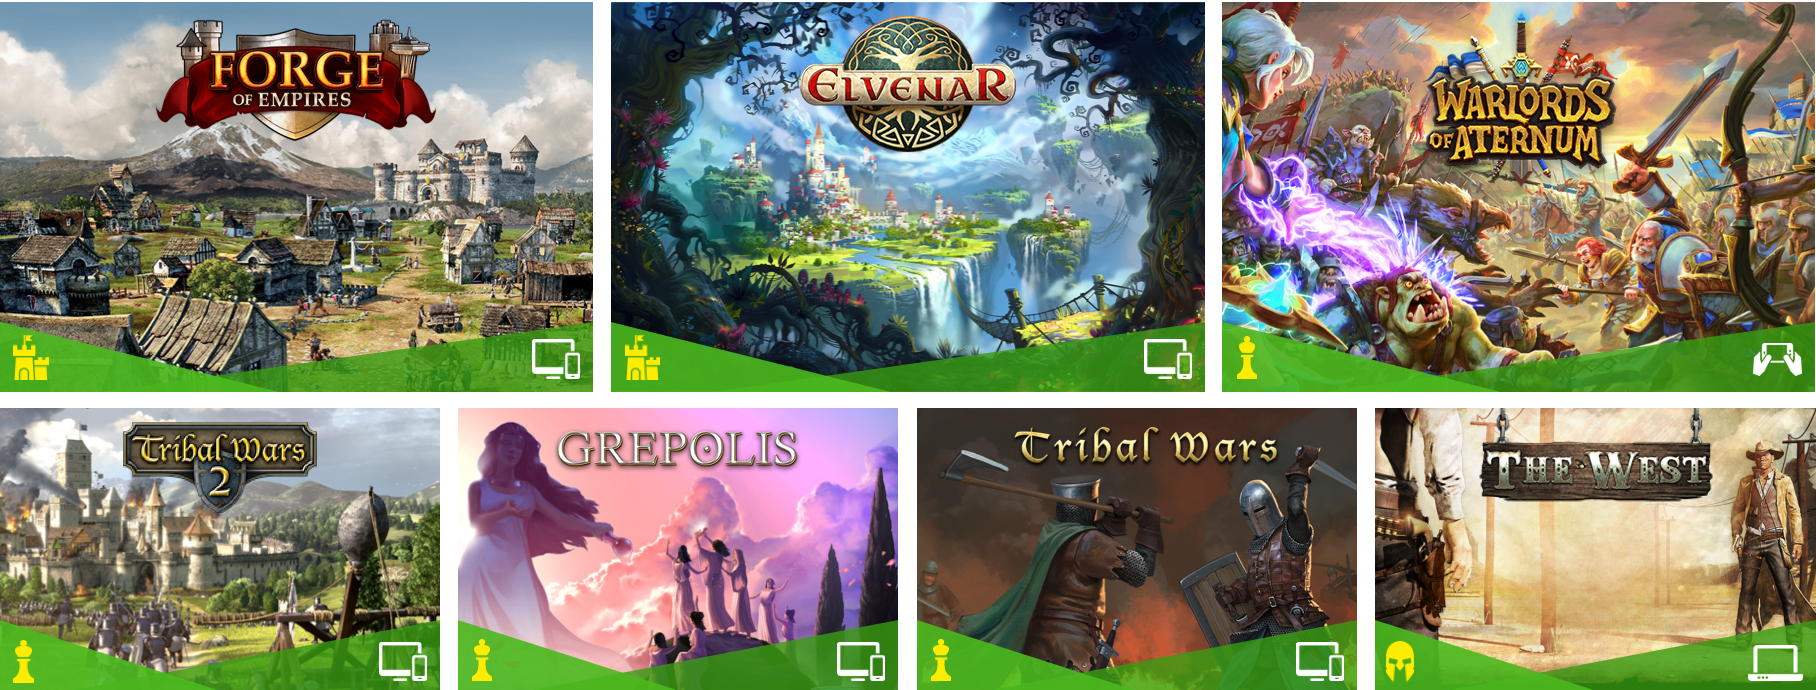 FORGE
OF EMPIRES
ELVENAR
WARLORDS
OF ATERNUM
Tribal Wars
2
GREPOLIS
Tribal Wars
THE WEST